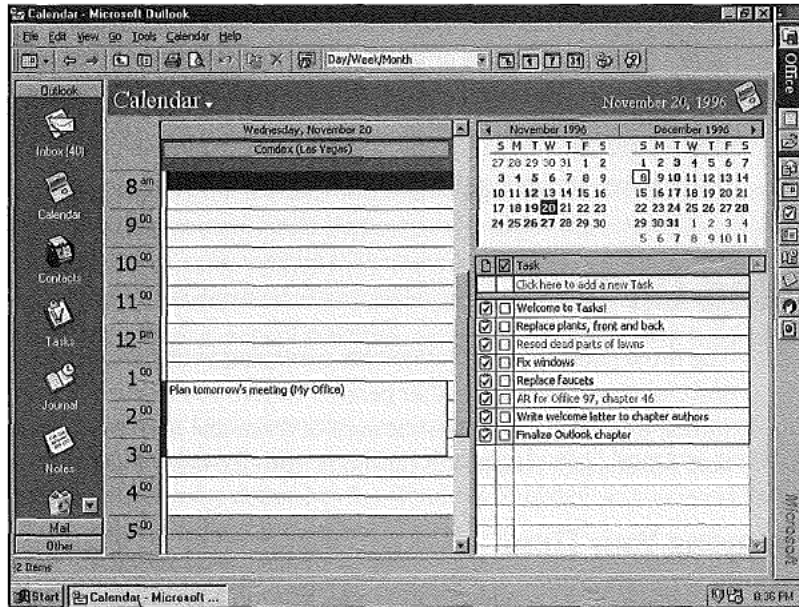 Calendar - Microsoft Outlook
File Edit View Go Tools Calendar Help
Day/Week/Month
Outlook
Inbox (40)
Calendar
Contacts
Tasks
Journal
Notes
Mail
Other
Calendar
November 20, 1996
Wednesday, November 20
Comdex (Las Vegas)
8 am
9 00
10 00
11 00
12 pm
1 00
Plan tomorrow's meeting (My Office)
2 00
3 00
4 00
5 00
November 1996
S M T W T F S
27 28 29 30 31 1 2
3 4 5 6 7 8 9
10 11 12 13 14 15 16
17 18 19 20 21 22 23
24 25 26 27 28 29 30
December 1996
S M T W T F S
1 2 3 4 5 6 7
8 9 10 11 12 13 14
15 16 17 18 19 20 21
22 23 24 25 26 27 28
29 30 31 1 2 3 4
5 6 7 8 9 10 11
Task
Click here to add a new Task
Welcome to Tasks!
Replace plants, front and back
Resod dead parts of lawns
Fix windows
Replace faucets
AR for Office 97, chapter 46
Write welcome letter to chapter authors
Finalize Outlook chapter
Office
Microsoft
2 Items
Start
Calendar - Microsoft ...
8:36 PM